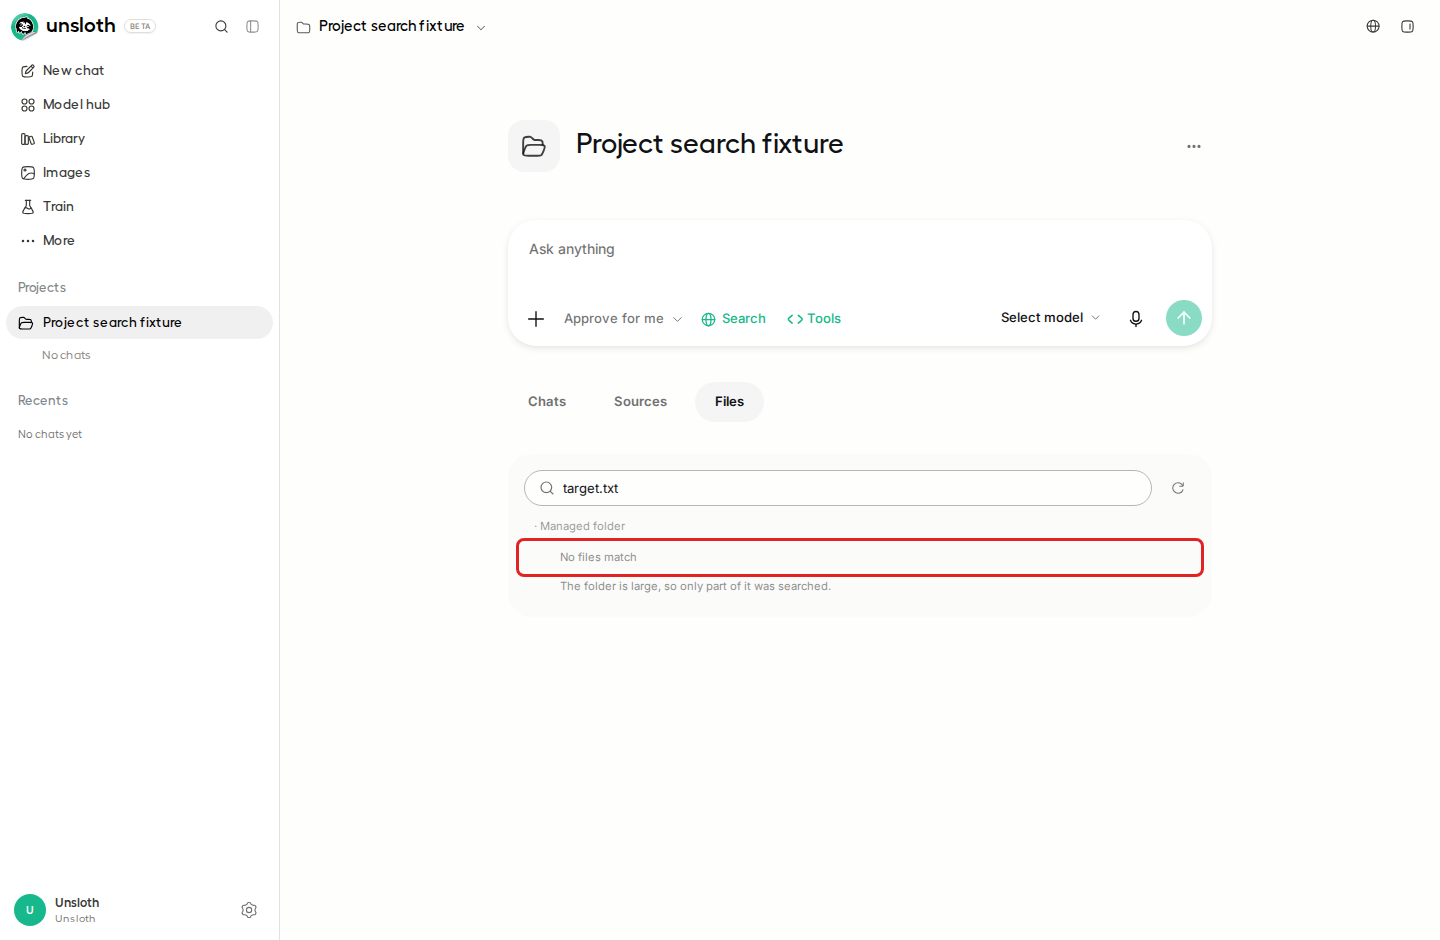 unsloth BETA
Project search fixture
New chat
Model hub
Library
Images
Train
More
Projects
Project search fixture
No chats
Recents
No chats yet
Project search fixture
Ask anything
Approve for me
Search
Tools
Select model
Chats
Sources
Files
target.txt
· Managed folder
No files match
The folder is large, so only part of it was searched.
U
Unsloth
Unsloth